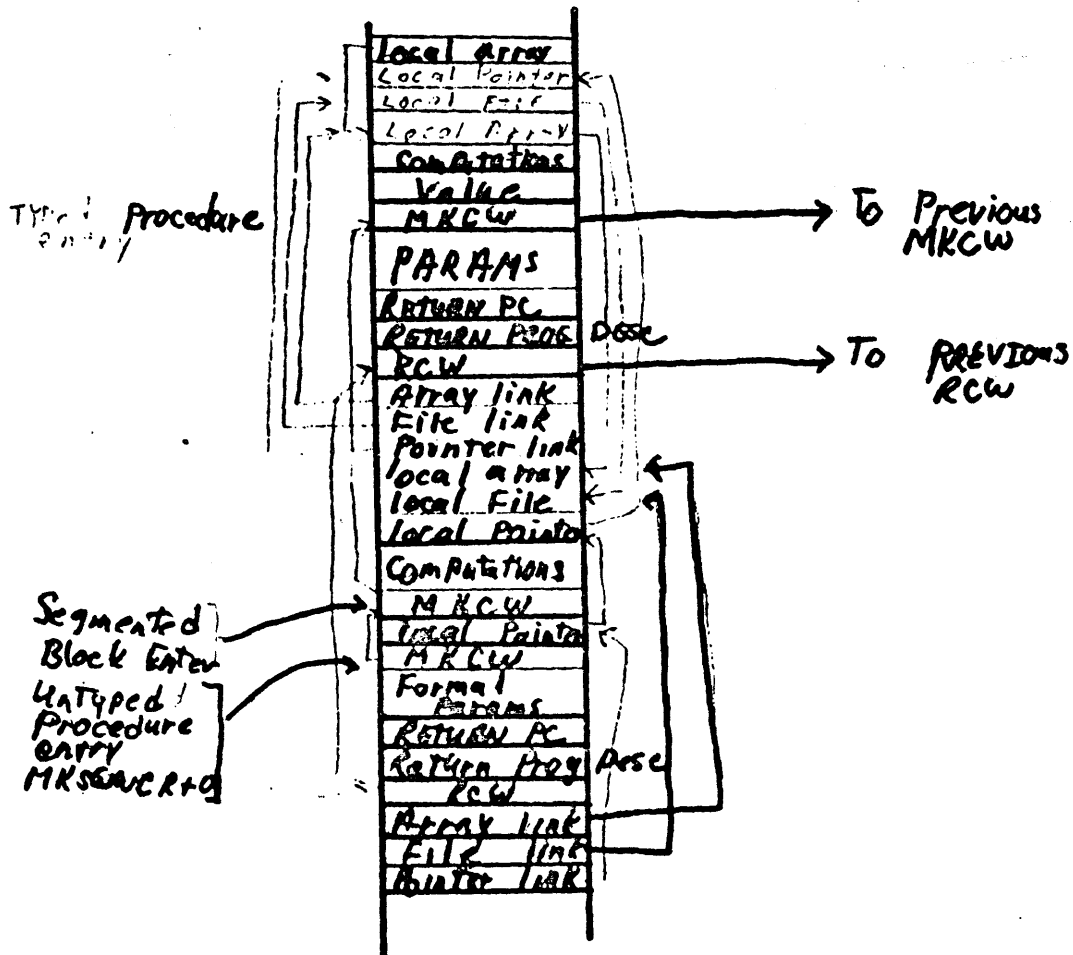 Local Array
Local Pointer
Local File
Local Array
Computations
Value
MKCW
To Previous
MKCW
Typed Procedure
entry
PARAMS
RETURN PC
RETURN PROG Desc
RCW
To PREVIOUS
RCW
Array link
File link
Pointer link
local array
local File
local Pointer
Computations
MKCW
Segmented
Block Enter
local Pointer
MKCW
Untyped
Procedure
entry
Formal
Params
RETURN PC
Return Prog Desc
RCW
Array link
File link
Pointer link